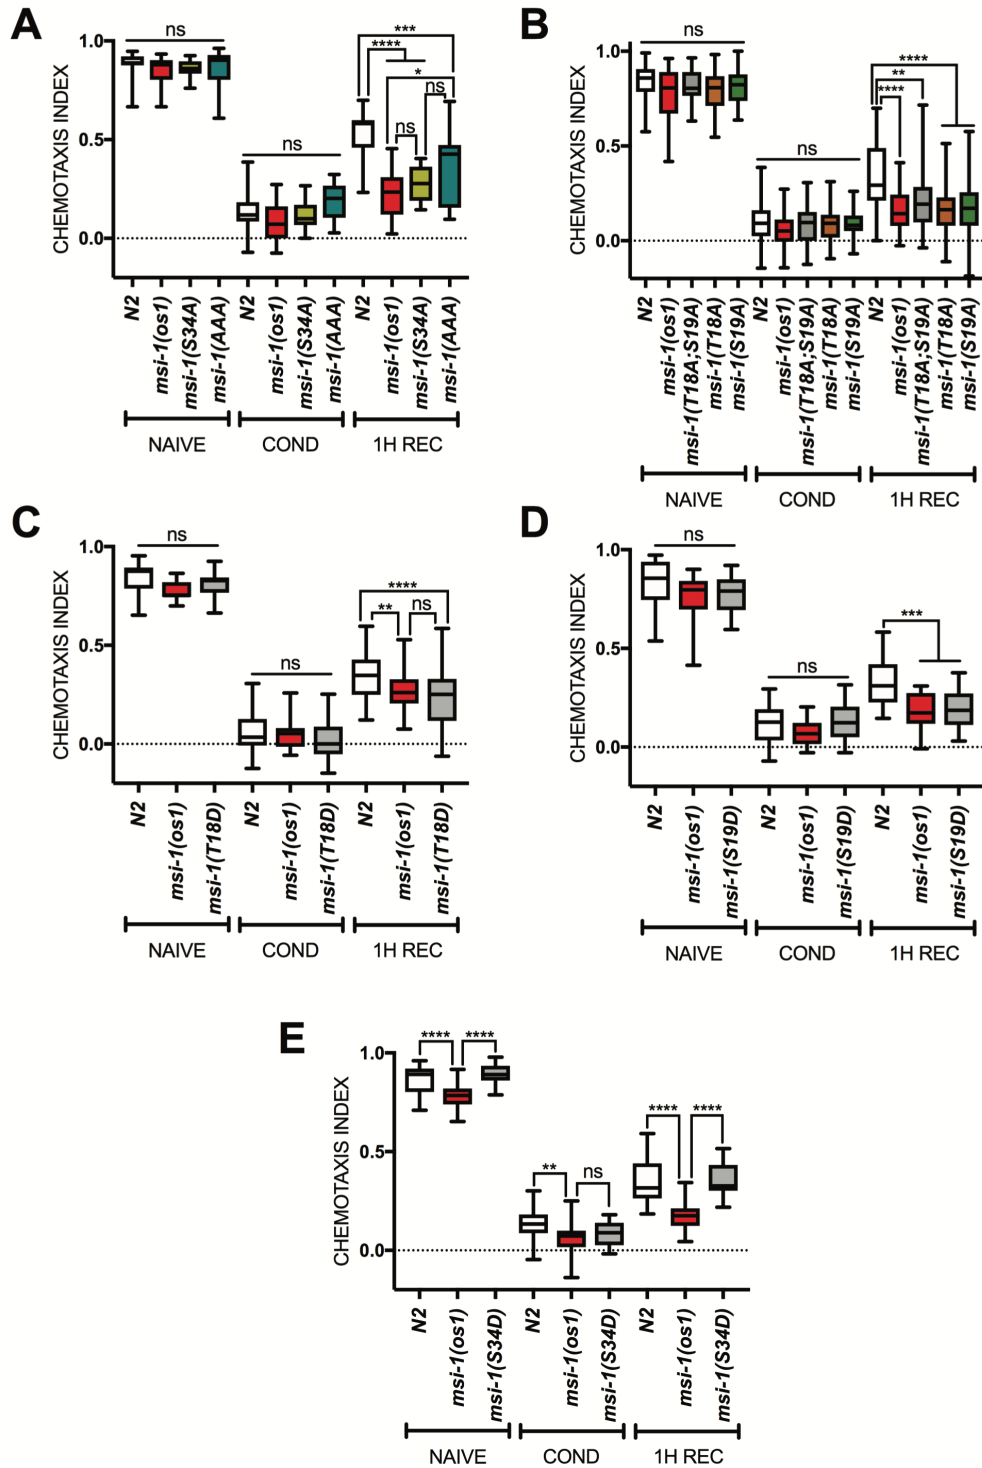 A
CHEMOTAXIS INDEX
1.0
0.5
0.0
ns
ns
***
****
*
ns
ns
N2
msi-1(os1)
msi-1(S34A)
msi-1(AAA)
N2
msi-1(os1)
msi-1(S34A)
msi-1(AAA)
N2
msi-1(os1)
msi-1(S34A)
msi-1(AAA)
NAIVE
COND
1H REC
B
CHEMOTAXIS INDEX
1.0
0.5
0.0
ns
ns
****
**
****
N2
msi-1(os1)
msi-1(T18A;S19A)
msi-1(T18A)
msi-1(S19A)
N2
msi-1(os1)
msi-1(T18A;S19A)
msi-1(T18A)
msi-1(S19A)
N2
msi-1(os1)
msi-1(T18A;S19A)
msi-1(T18A)
msi-1(S19A)
NAIVE
COND
1H REC
C
CHEMOTAXIS INDEX
1.0
0.5
0.0
ns
ns
****
**
ns
N2
msi-1(os1)
msi-1(T18D)
N2
msi-1(os1)
msi-1(T18D)
N2
msi-1(os1)
msi-1(T18D)
NAIVE
COND
1H REC
D
CHEMOTAXIS INDEX
1.0
0.5
0.0
ns
ns
***
N2
msi-1(os1)
msi-1(S19D)
N2
msi-1(os1)
msi-1(S19D)
N2
msi-1(os1)
msi-1(S19D)
NAIVE
COND
1H REC
E
CHEMOTAXIS INDEX
1.0
0.5
0.0
****
****
**
ns
****
****
N2
msi-1(os1)
msi-1(S34D)
N2
msi-1(os1)
msi-1(S34D)
N2
msi-1(os1)
msi-1(S34D)
NAIVE
COND
1H REC